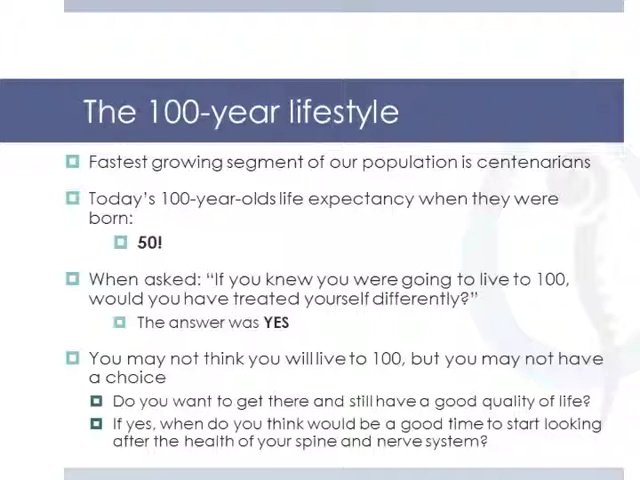 The 100-year lifestyle
Fastest growing segment of our population is centenarians
Today's 100-year-olds life expectancy when they were
born:
50!
When asked: "If you knew you were going to live to 100,
would you have treated yourself differently?"
The answer was YES
You may not think you will live to 100, but you may not have
a choice
Do you want to get there and still have a good quality of life?
If yes, when do you think would be a good time to start looking
after the health of your spine and nerve system?